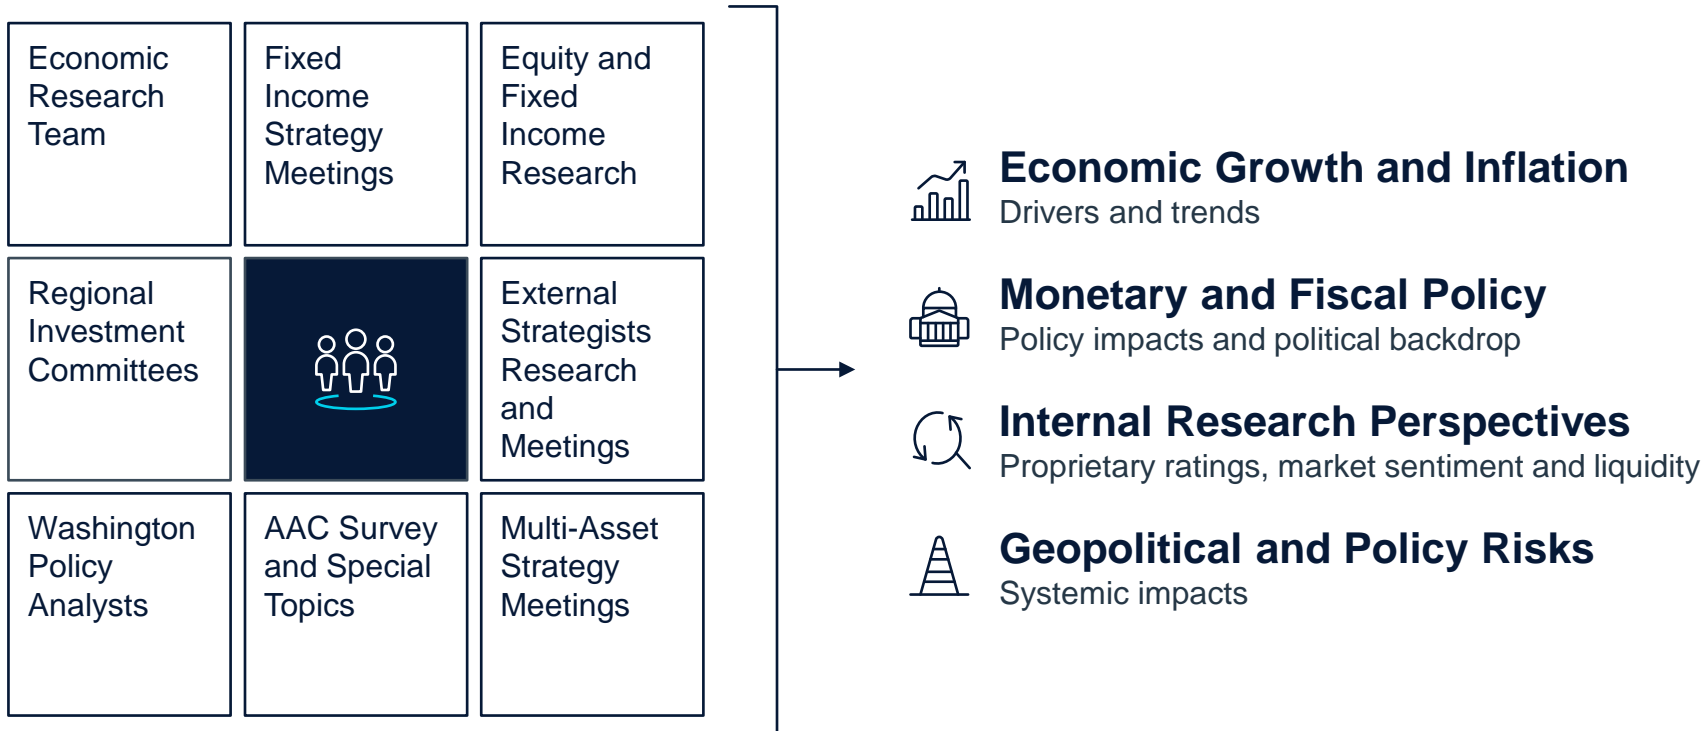 Economic
Research
Team
Fixed
Income
Strategy
Meetings
Equity and
Fixed
Income
Research
Regional
Investment
Committees
External
Strategists
Research
and
Meetings
Washington
Policy
Analysts
AAC Survey
and Special
Topics
Multi-Asset
Strategy
Meetings
Economic Growth and Inflation
Drivers and trends
Monetary and Fiscal Policy
Policy impacts and political backdrop
Internal Research Perspectives
Proprietary ratings, market sentiment and liquidity
Geopolitical and Policy Risks
Systemic impacts